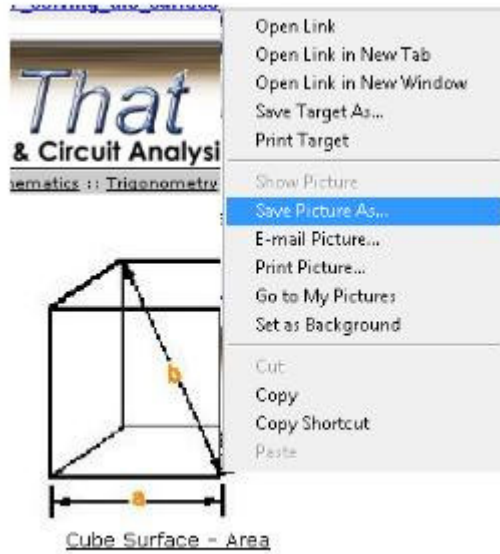 r_solving_the_surface
That
& Circuit Analysi
ematics :: Trigonometry
b
a
Cube Surface - Area
Open Link
Open Link in New Tab
Open Link in New Window
Save Target As...
Print Target
Show Picture
Save Picture As...
E-mail Picture...
Print Picture...
Go to My Pictures
Set as Background
Cut
Copy
Copy Shortcut
Paste